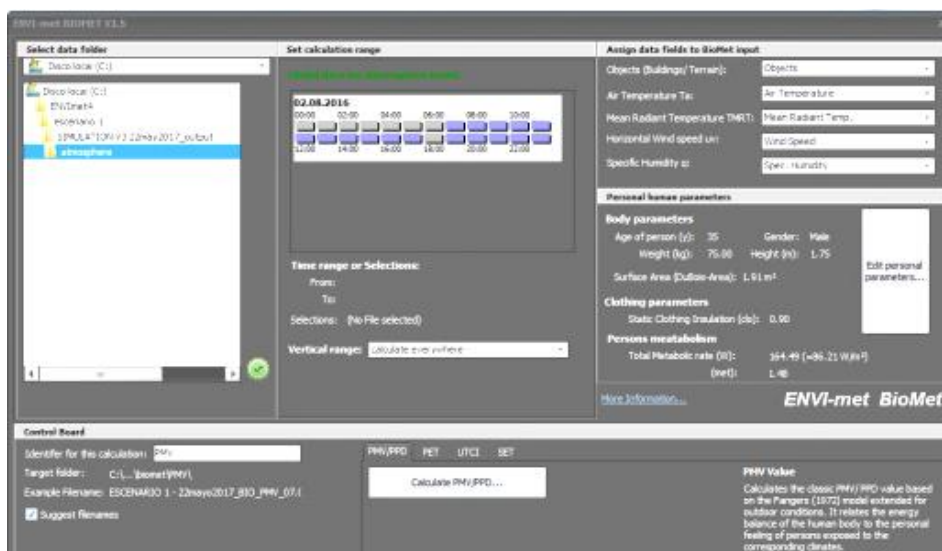 ENVI-met BIOMET V1.5
Select data folder
Disco local (C:)
Disco local (C:)
ENVImet4
escenario 1
SIMULATION V3 22may2017_output
atmosphere
Set calculation range
02.08.2016
00:00 02:00 04:00 06:00 08:00 10:00
12:00 14:00 16:00 18:00 20:00 22:00
Time range or Selections:
From:
To:
Selections: (No File selected)
Vertical range: Calculate everywhere
Assign data fields to BioMet input
Objects (Buildings/Terrain): Objects
Air Temperature Ta: Air Temperature
Mean Radiant Temperature TMRT: Mean Radiant Temp.
Horizontal Wind speed uv: Wind Speed
Specific Humidity q: Spec. Humidity
Personal human parameters
Body parameters
Age of person (y): 35 Gender: Male
Weight (kg): 75.00 Height (m): 1.75
Surface Area (DuBois-Area): 1.91 m²
Edit personal
parameters...
Clothing parameters
Static Clothing Insulation (clo): 0.90
Persons meatabolism
Total Metabolic rate (W): 164.49 (=86.21 W/m²)
(met): 1.48
More Information...
ENVI-met BioMet
Control Board
Identifer for this calculation: PMV
Target folder: C:\...\biomet\PMV\
Example Filename: ESCENARIO 1 - 22mayo2017_BIO_PMV_07.(
Suggest filenames
PMV/PPD PET UTCI SET
Calculate PMV/PPD...
PMV Value
Calculates the classic PMV/PPD value based
on the Fangers (1972) model extended for
outdoor conditions. It relates the energy
balance of the human body to the personal
feeling of persons exposed to the
corresponding climates.